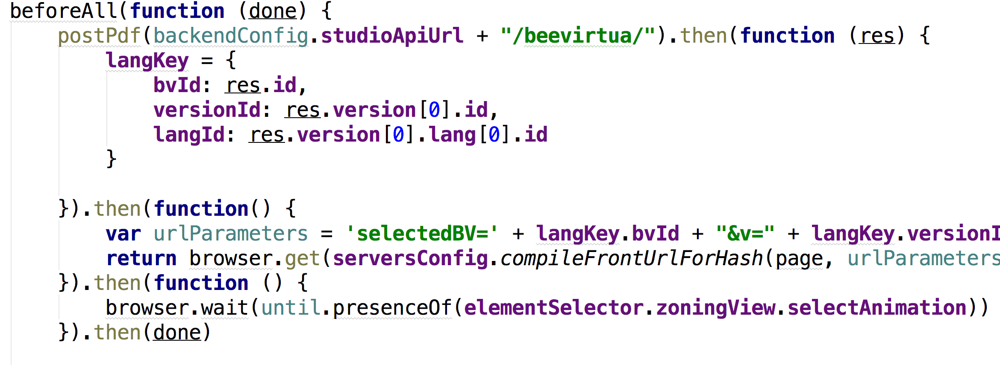 beforeAll(function (done) {
    postPdf(backendConfig.studioApiUrl + "/beevirtua/").then(function (res) {
        langKey = {
            bvId: res.id,
            versionId: res.version[0].id,
            langId: res.version[0].lang[0].id
        }
    }).then(function() {
        var urlParameters = 'selectedBV=' + langKey.bvId + "&v=" + langKey.versionI
        return browser.get(serversConfig.compileFrontUrlForHash(page, urlParameters
    }).then(function () {
        browser.wait(until.presenceOf(elementSelector.zoningView.selectAnimation))
    }).then(done)